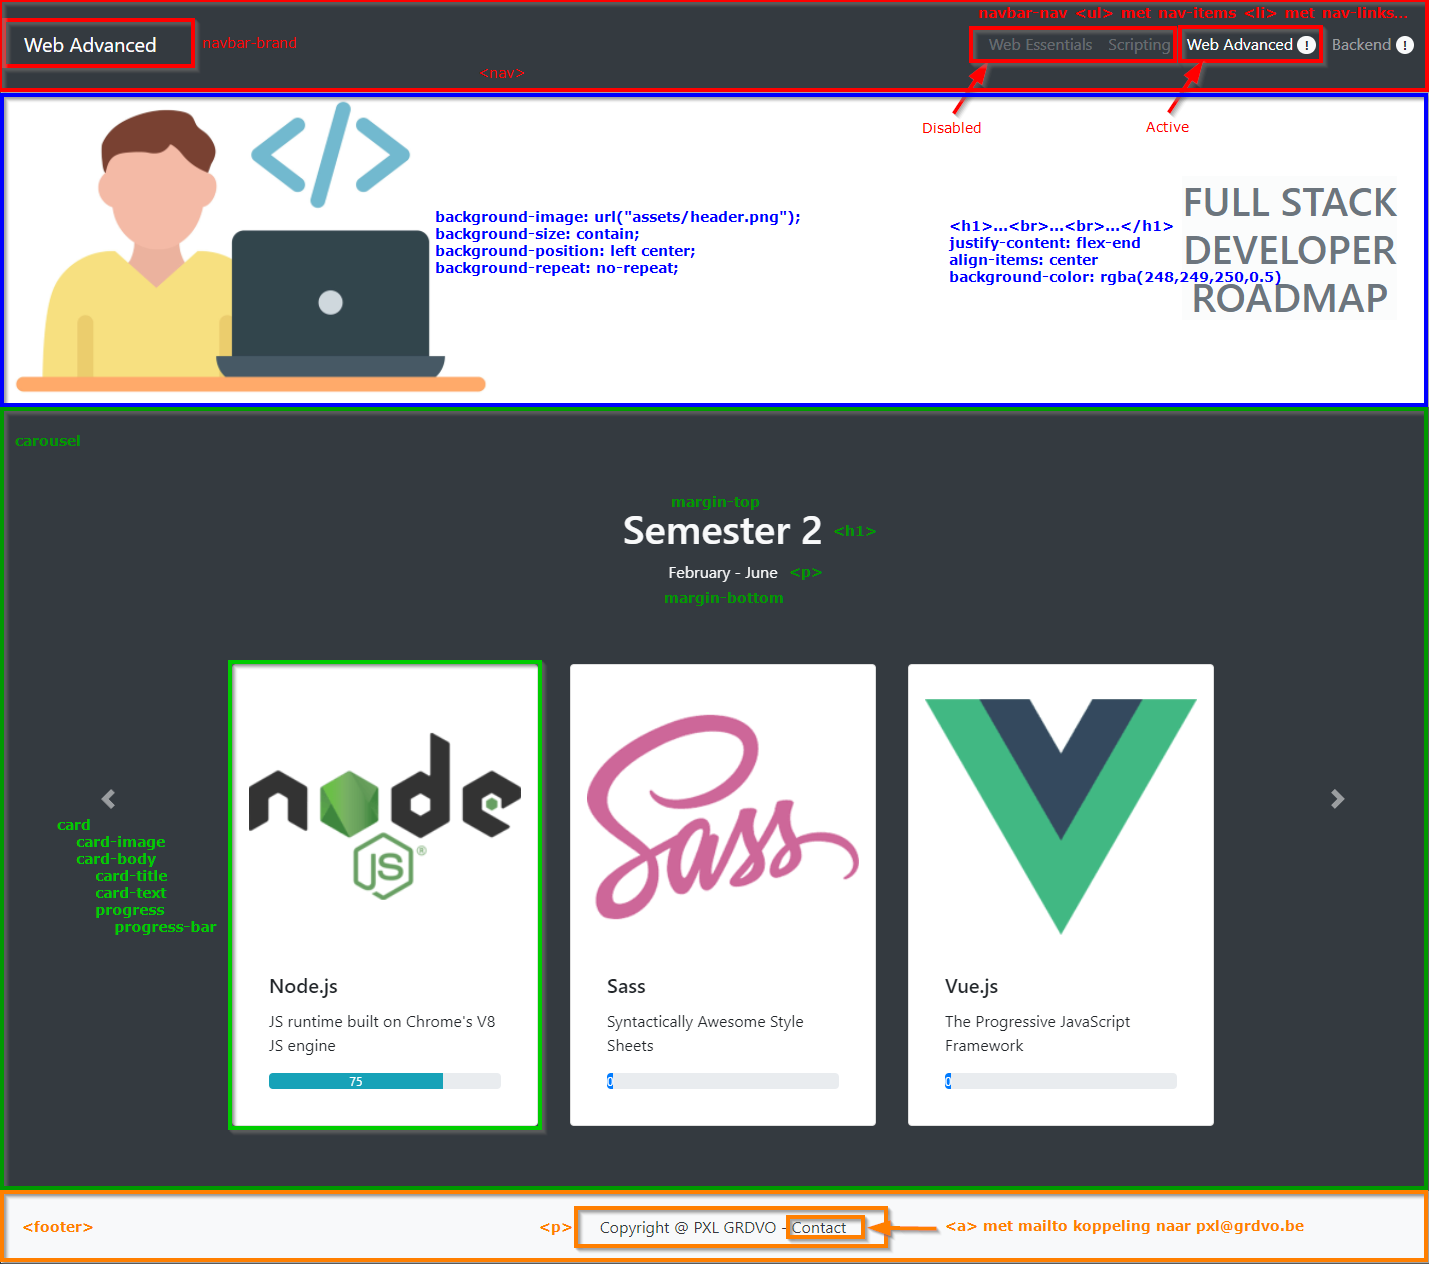 navbar-nav <ul> met nav-items <li> met nav-links...
Web Advanced
navbar-brand
Web Essentials Scripting Web Advanced ! Backend !
<nav>
Disabled
Active
</>
background-image: url("assets/header.png");
background-size: contain;
background-position: left center;
background-repeat: no-repeat;
<h1>...<br>...<br>...</h1>
justify-content: flex-end
align-items: center
background-color: rgba(248,249,250,0.5)
FULL STACK
DEVELOPER
ROADMAP
carousel
margin-top
Semester 2 <h1>
February - June <p>
margin-bottom
card
card-image
card-body
card-title
card-text
progress
progress-bar
node
JS ®
Node.js
JS runtime built on Chrome's V8
JS engine
75
Sass
Sass
Syntactically Awesome Style
Sheets
0
Vue.js
The Progressive JavaScript
Framework
0
<footer>
<p> Copyright @ PXL GRDVO - Contact
<a> met mailto koppeling naar pxl@grdvo.be